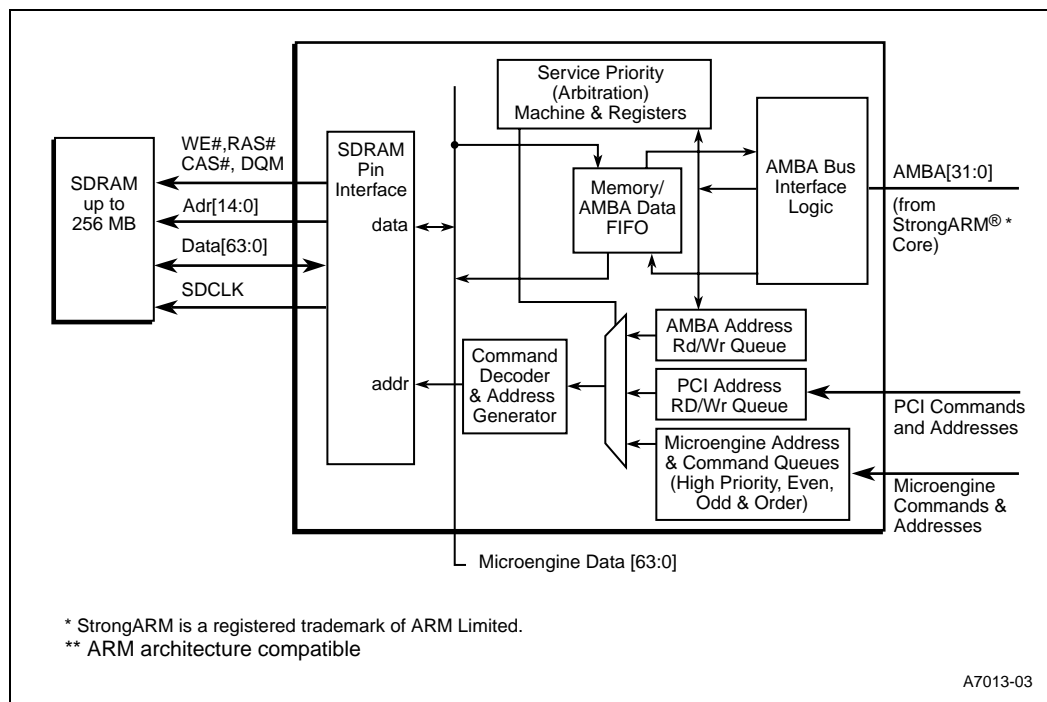 Service Priority
(Arbitration)
Machine & Registers
WE#,RAS#
CAS#, DQM
SDRAM
up to
256 MB
Adr[14:0]
Data[63:0]
SDCLK
SDRAM
Pin
Interface
data
addr
Memory/
AMBA Data
FIFO
AMBA Bus
Interface
Logic
AMBA[31:0]
(from
StrongARM® *
Core)
AMBA Address
Rd/Wr Queue
Command
Decoder
& Address
Generator
PCI Address
RD/Wr Queue
PCI Commands
and Addresses
Microengine Address
& Command Queues
(High Priority, Even,
Odd & Order)
Microengine
Commands &
Addresses
Microengine Data [63:0]
* StrongARM is a registered trademark of ARM Limited.
** ARM architecture compatible
A7013-03